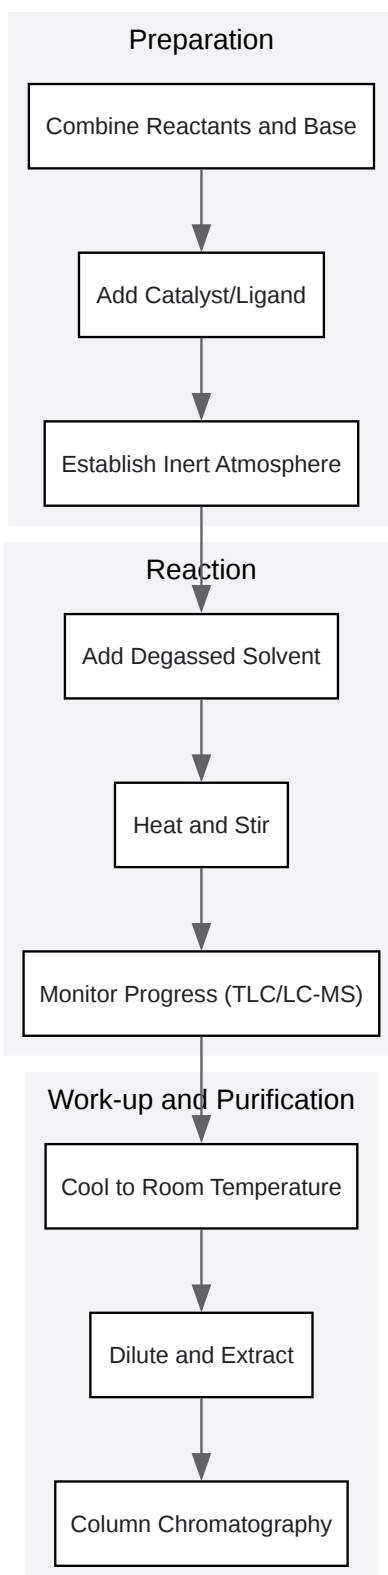 Preparation
Combine Reactants and Base
Add Catalyst/Ligand
Establish Inert Atmosphere
Reaction
Add Degassed Solvent
Heat and Stir
Monitor Progress (TLC/LC-MS)
Work-up and Purification
Cool to Room Temperature
Dilute and Extract
Column Chromatography